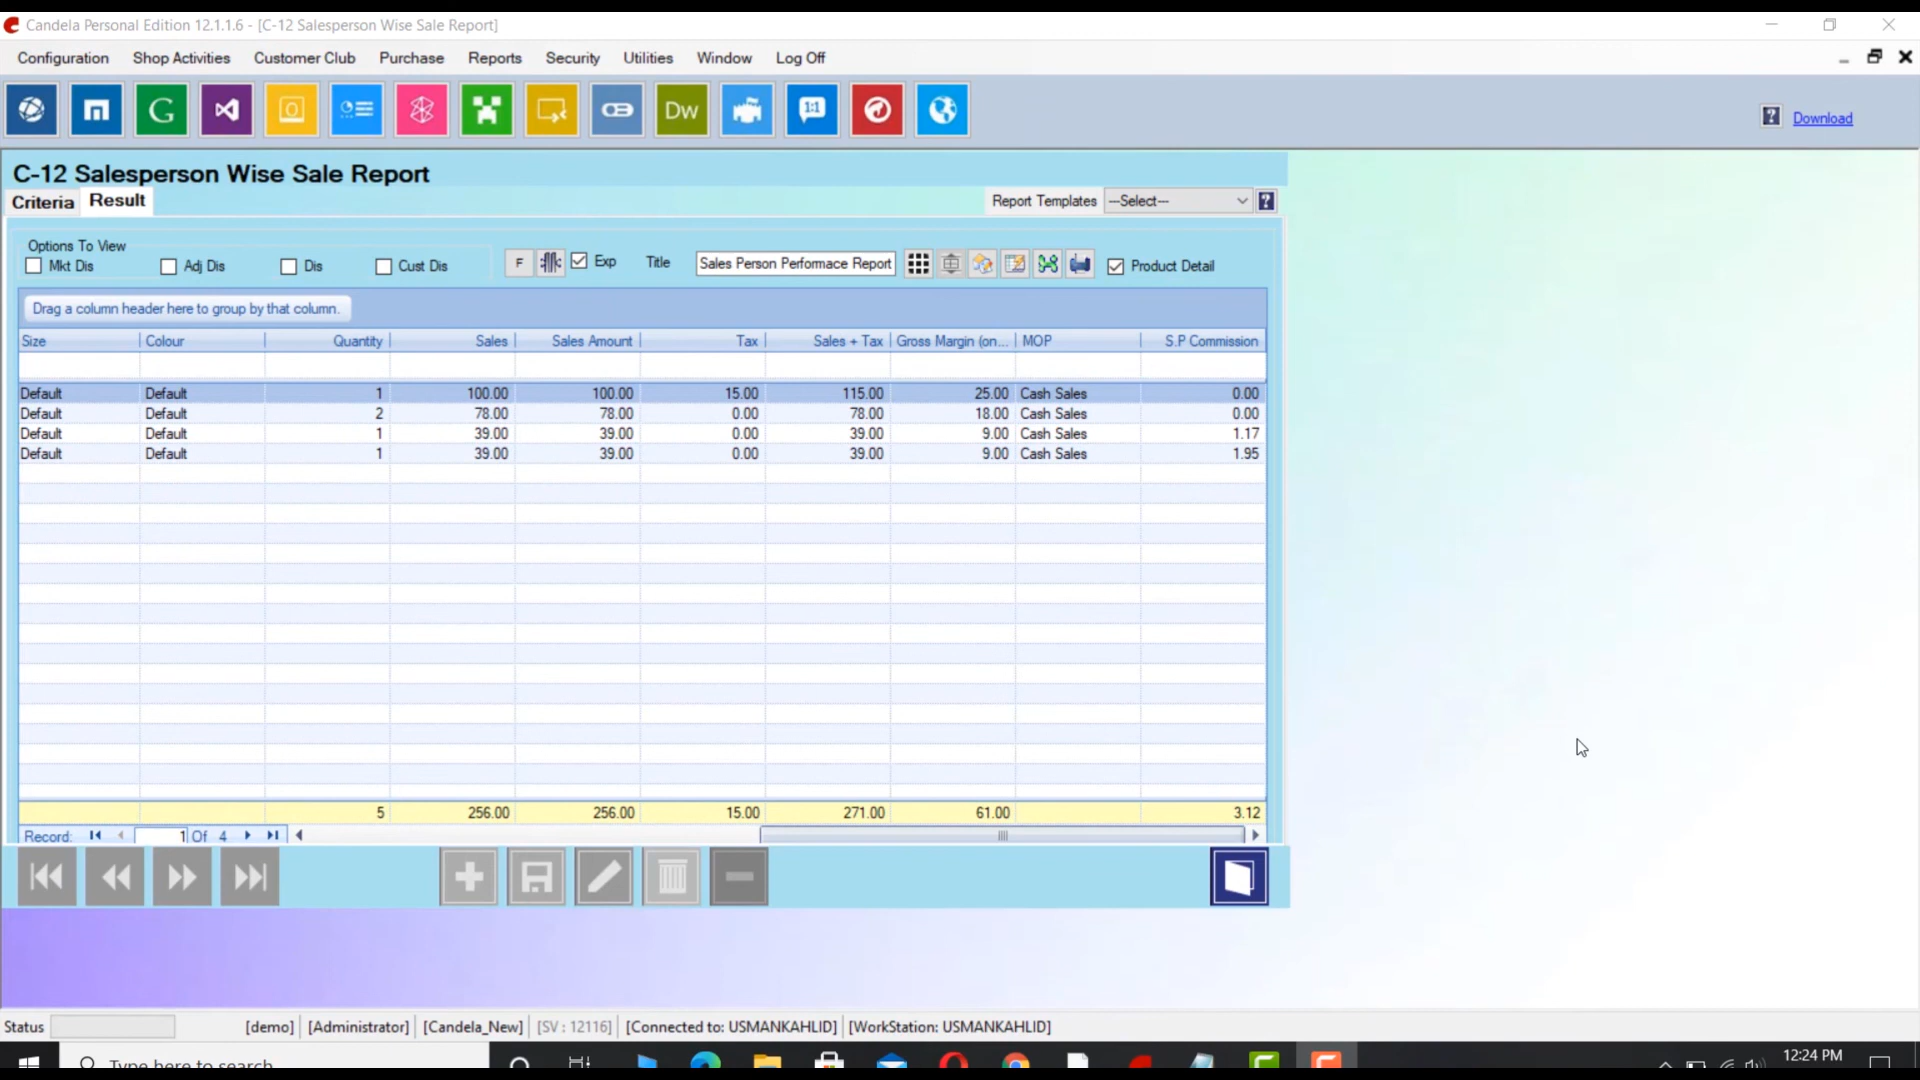 Candela Personal Edition 12.1.1.6 - [C-12 Salesperson Wise Sale Report]
Configuration Shop Activities Customer Club Purchase Reports Security Utilities Window Log Off
G Dw 1:1 ? Download
C-12 Salesperson Wise Sale Report
Criteria Result Report Templates ---Select--- ?
Options To View
Mkt Dis Adj Dis Dis Cust Dis F Exp Title Sales Person Performace Report Product Detail
Drag a column header here to group by that column.
Size Colour Quantity Sales Sales Amount Tax Sales + Tax Gross Margin (on... MOP S.P Commission
Default Default 1 100.00 100.00 15.00 115.00 25.00 Cash Sales 0.00
Default Default 2 78.00 78.00 0.00 78.00 18.00 Cash Sales 0.00
Default Default 1 39.00 39.00 0.00 39.00 9.00 Cash Sales 1.17
Default Default 1 39.00 39.00 0.00 39.00 9.00 Cash Sales 1.95
5 256.00 256.00 15.00 271.00 61.00 3.12
Record: 1 Of 4
Status [demo] [Administrator] [Candela_New] [SV : 12116] [Connected to: USMANKAHLID] [WorkStation: USMANKAHLID]
Type here to search 12:24 PM